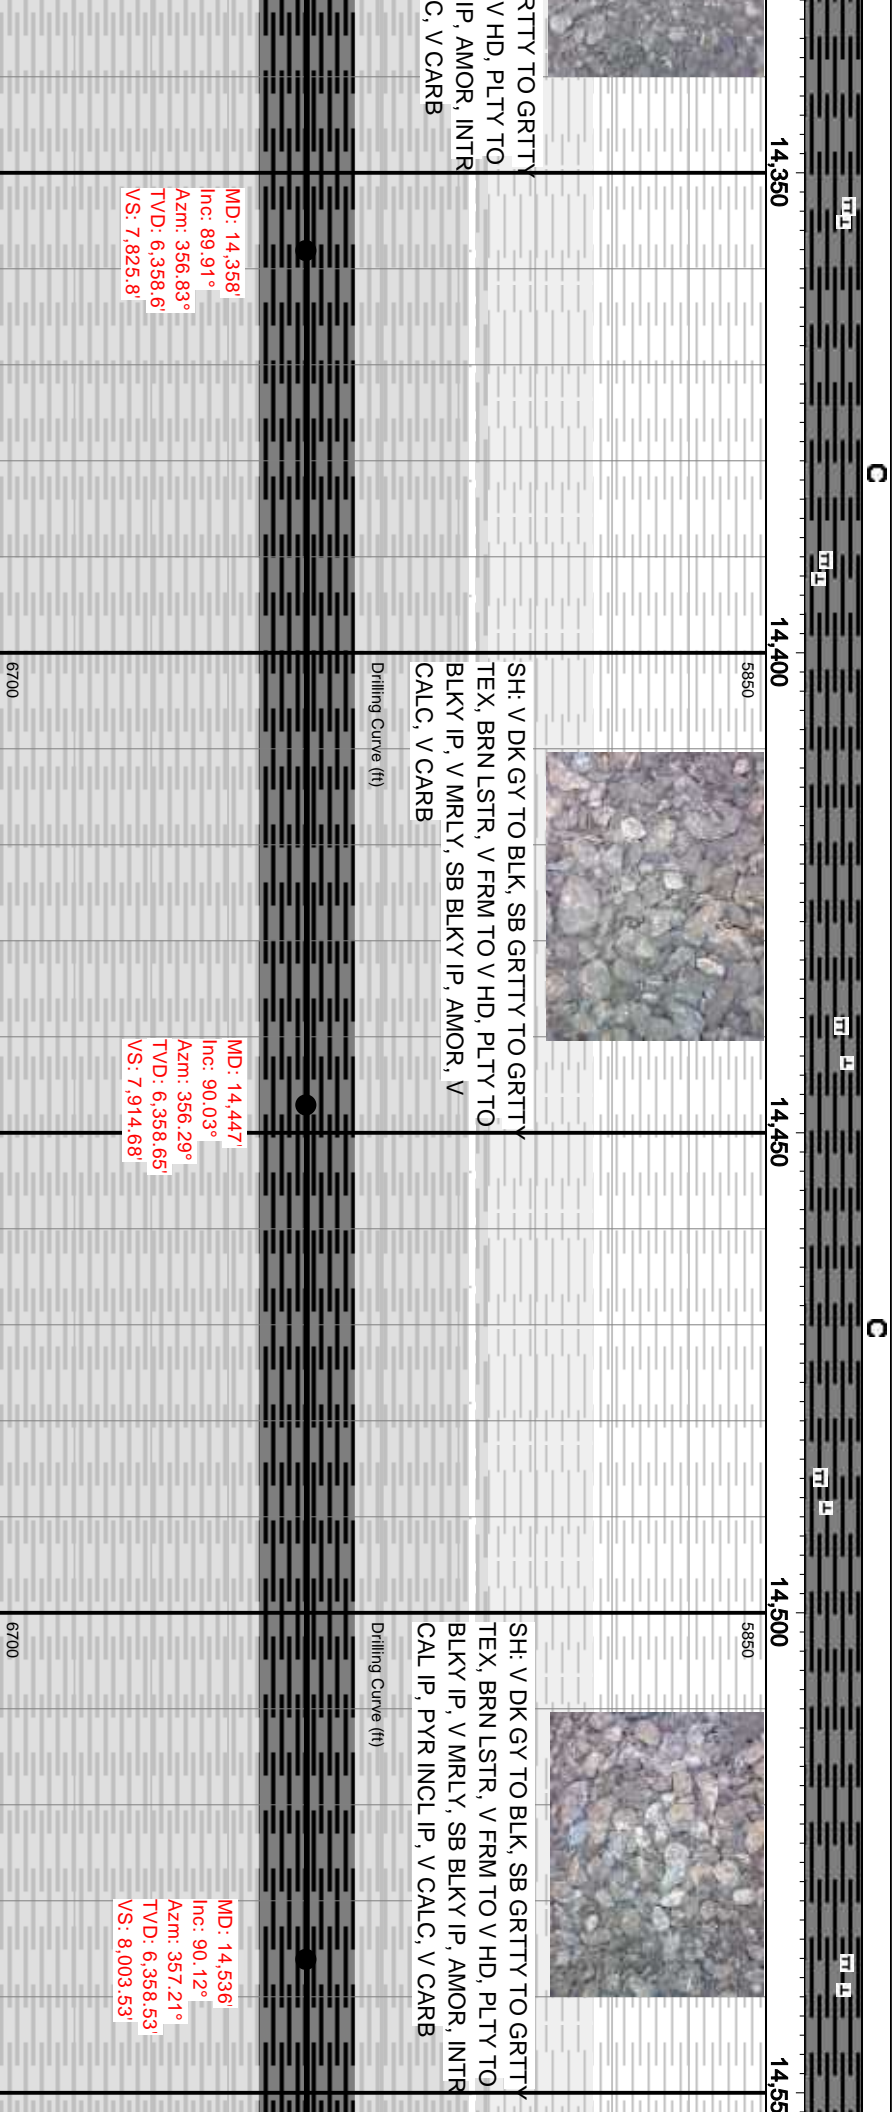 RTTY TO GRTTY
V HD, PLTY TO
IP, AMOR, INTR
C, V CARB
14,350
MD: 14,358'
Inc: 89.91°
Azm: 356.83°
TVD: 6,358.6'
VS: 7,825.8'
C
14,400
5850
SH: V DK GY TO BLK, SB GRTTY TO GRTTY
TEX, BRN LSTR, V FRM TO V HD, PLTY TO
BLKY IP, V MRLY, SB BLKY IP, AMOR, V
CALC, V CARB
Drilling Curve (ft)
6700
MD: 14,447'
Inc: 90.03°
Azm: 356.29°
TVD: 6,358.65'
VS: 7,914.68'
14,450
C
14,500
5850
SH: V DK GY TO BLK, SB GRTTY TO GRTTY
TEX, BRN LSTR, V FRM TO V HD, PLTY TO
BLKY IP, V MRLY, SB BLKY IP, AMOR, INTR
CAL IP, PYR INCL IP, V CALC, V CARB
Drilling Curve (ft)
6700
MD: 14,536'
Inc: 90.12°
Azm: 357.21°
TVD: 6,358.53'
VS: 8,003.53'
14,55